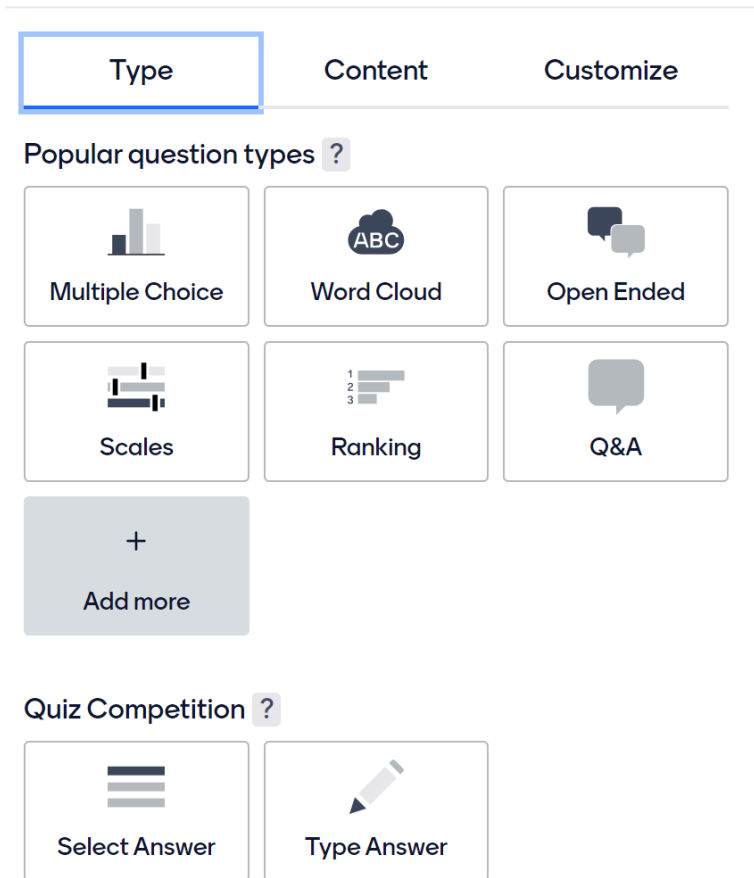 Type Content Customize
Popular question types ?
Multiple Choice
ABC
Word Cloud
Open Ended
Scales
1
2
3
Ranking
Q&A
+
Add more
Quiz Competition ?
Select Answer
Type Answer